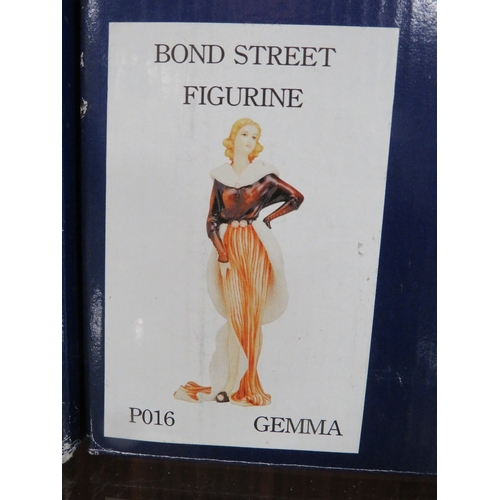 BOND STREET
FIGURINE
P016 GEMMA